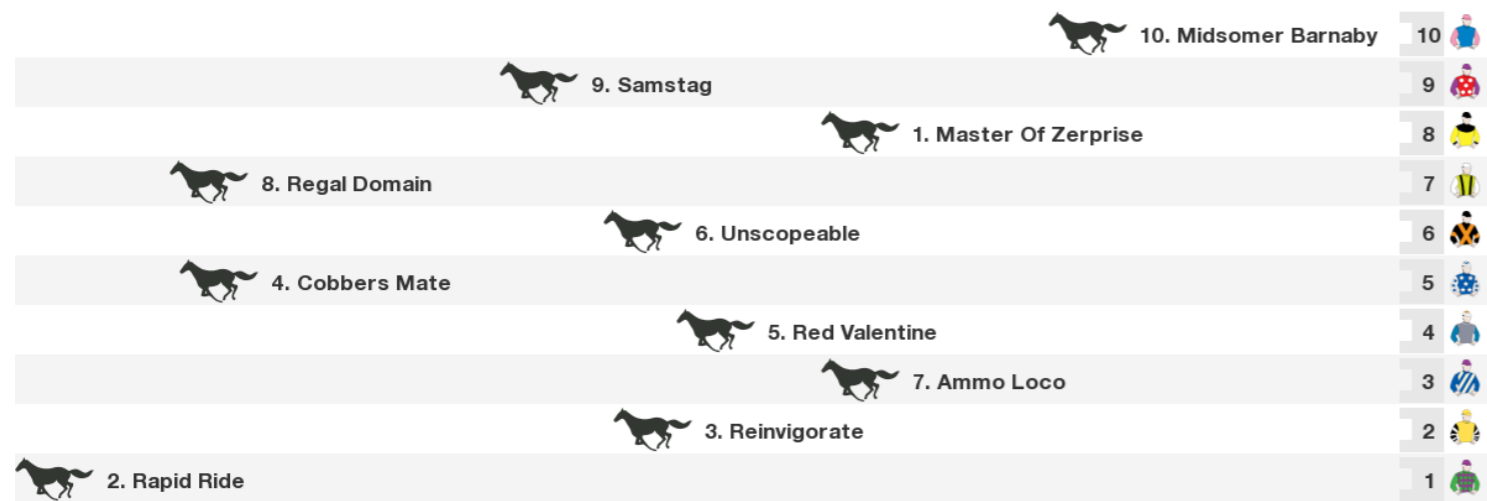 10. Midsomer Barnaby 10
9. Samstag 9
1. Master Of Zerprise 8
8. Regal Domain 7
6. Unscopeable 6
4. Cobbers Mate 5
5. Red Valentine 4
7. Ammo Loco 3
3. Reinvigorate 2
2. Rapid Ride 1